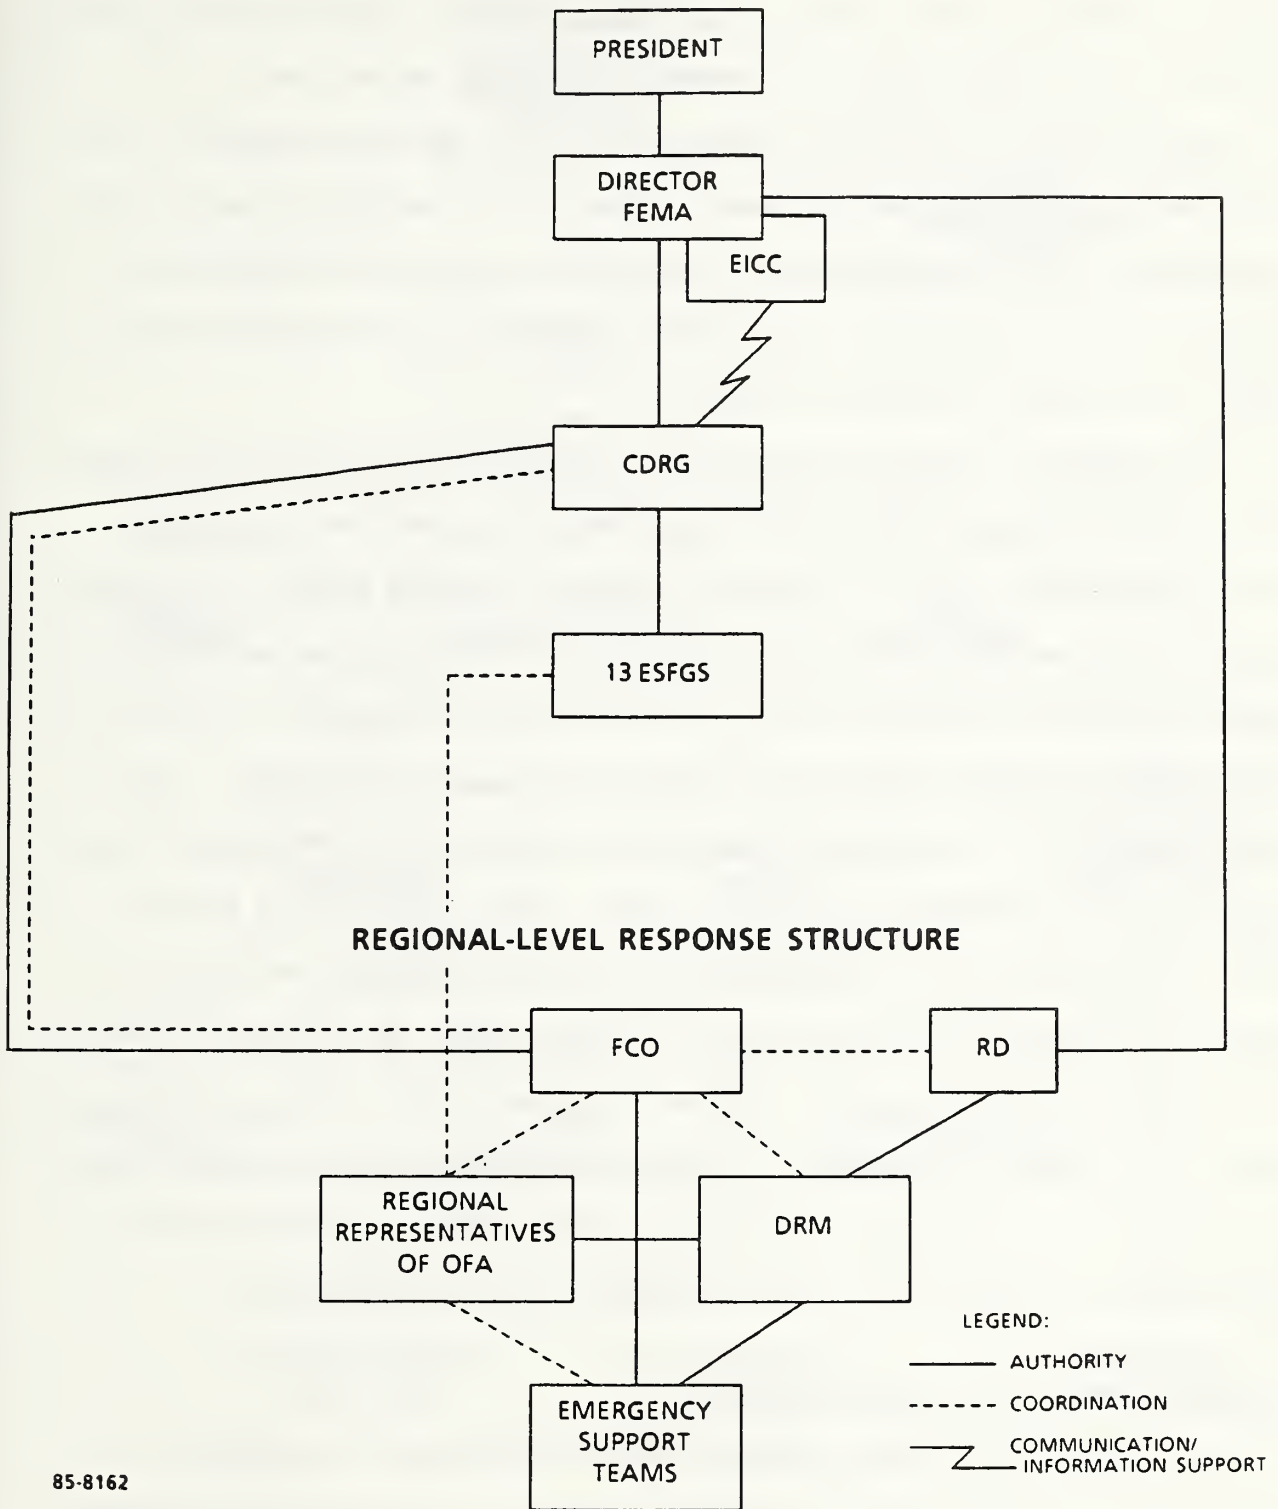 PRESIDENT
DIRECTOR
FEMA
EICC
CDRG
13 ESFGS
REGIONAL-LEVEL RESPONSE STRUCTURE
FCO
RD
REGIONAL
REPRESENTATIVES
OF OFA
DRM
EMERGENCY
SUPPORT
TEAMS
LEGEND:
AUTHORITY
COORDINATION
COMMUNICATION/
INFORMATION SUPPORT
85-8162